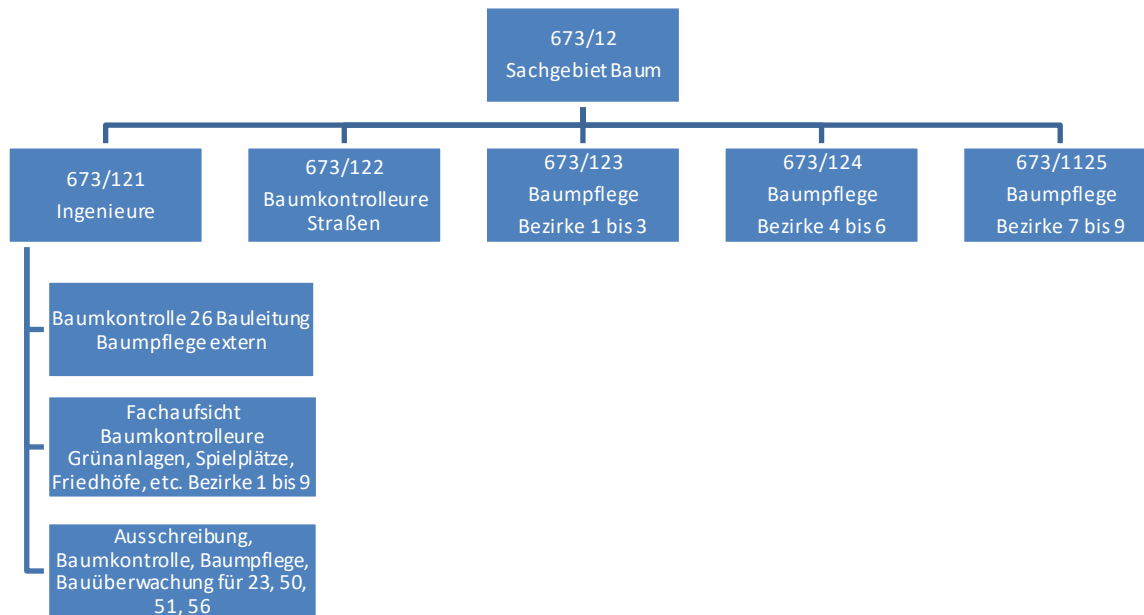 673/12
Sachgebiet Baum
673/121
Ingenieure
673/122
Baumkontrolleure
Straßen
673/123
Baumpflege
Bezirke 1 bis 3
673/124
Baumpflege
Bezirke 4 bis 6
673/1125
Baumpflege
Bezirke 7 bis 9
Baumkontrolle 26 Bauleitung
Baumpflege extern
Fachaufsicht
Baumkontrolleure
Grünanlagen, Spielplätze,
Friedhöfe, etc. Bezirke 1 bis 9
Ausschreibung,
Baumkontrolle, Baumpflege,
Bauüberwachung für 23, 50,
51, 56